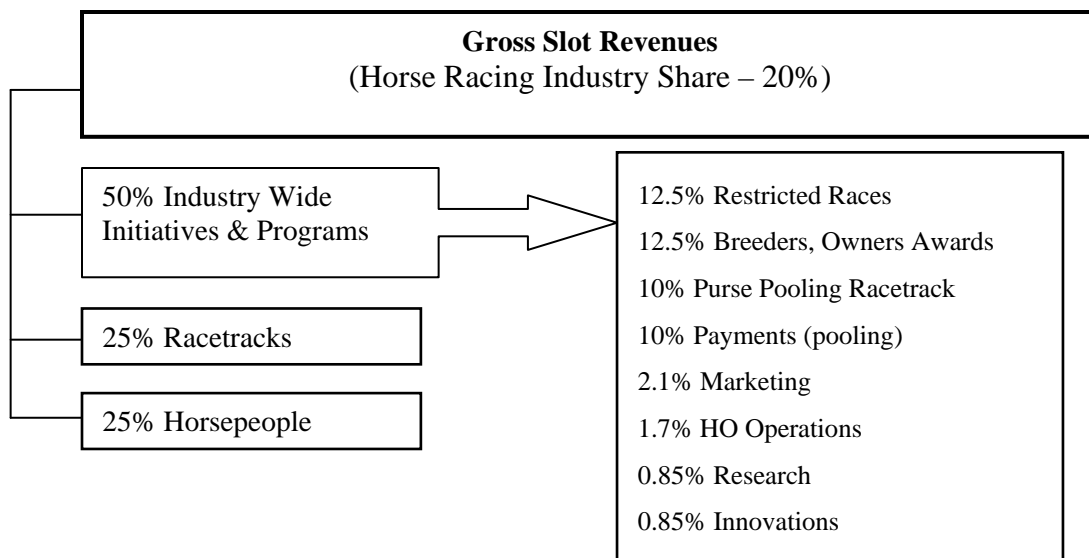 Gross Slot Revenues
(Horse Racing Industry Share – 20%)
50% Industry Wide
Initiatives & Programs
25% Racetracks
25% Horsepeople
12.5% Restricted Races
12.5% Breeders, Owners Awards
10% Purse Pooling Racetrack
10% Payments (pooling)
2.1% Marketing
1.7% HO Operations
0.85% Research
0.85% Innovations